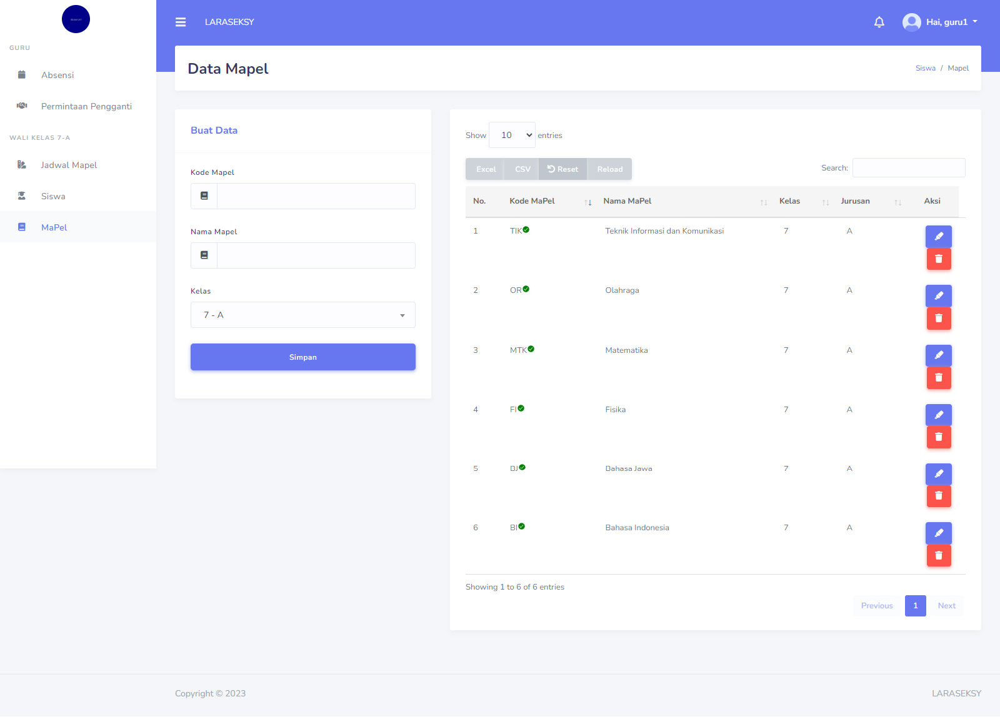 LARASEKSY
Hai, guru1
GURU
Absensi
Permintaan Pengganti
WALI KELAS 7-A
Jadwal Mapel
Siswa
MaPel
Data Mapel
Siswa / Mapel
Buat Data
Kode Mapel
Nama Mapel
Kelas
7 - A
Simpan
Show 10 entries
Excel CSV Reset Reload
Search:
No. Kode MaPel Nama MaPel Kelas Jurusan Aksi
1 TIK Teknik Informasi dan Komunikasi 7 A
2 OR Olahraga 7 A
3 MTK Matematika 7 A
4 FI Fisika 7 A
5 BJ Bahasa Jawa 7 A
6 BI Bahasa Indonesia 7 A
Showing 1 to 6 of 6 entries
Previous 1 Next
Copyright © 2023
LARASEKSY